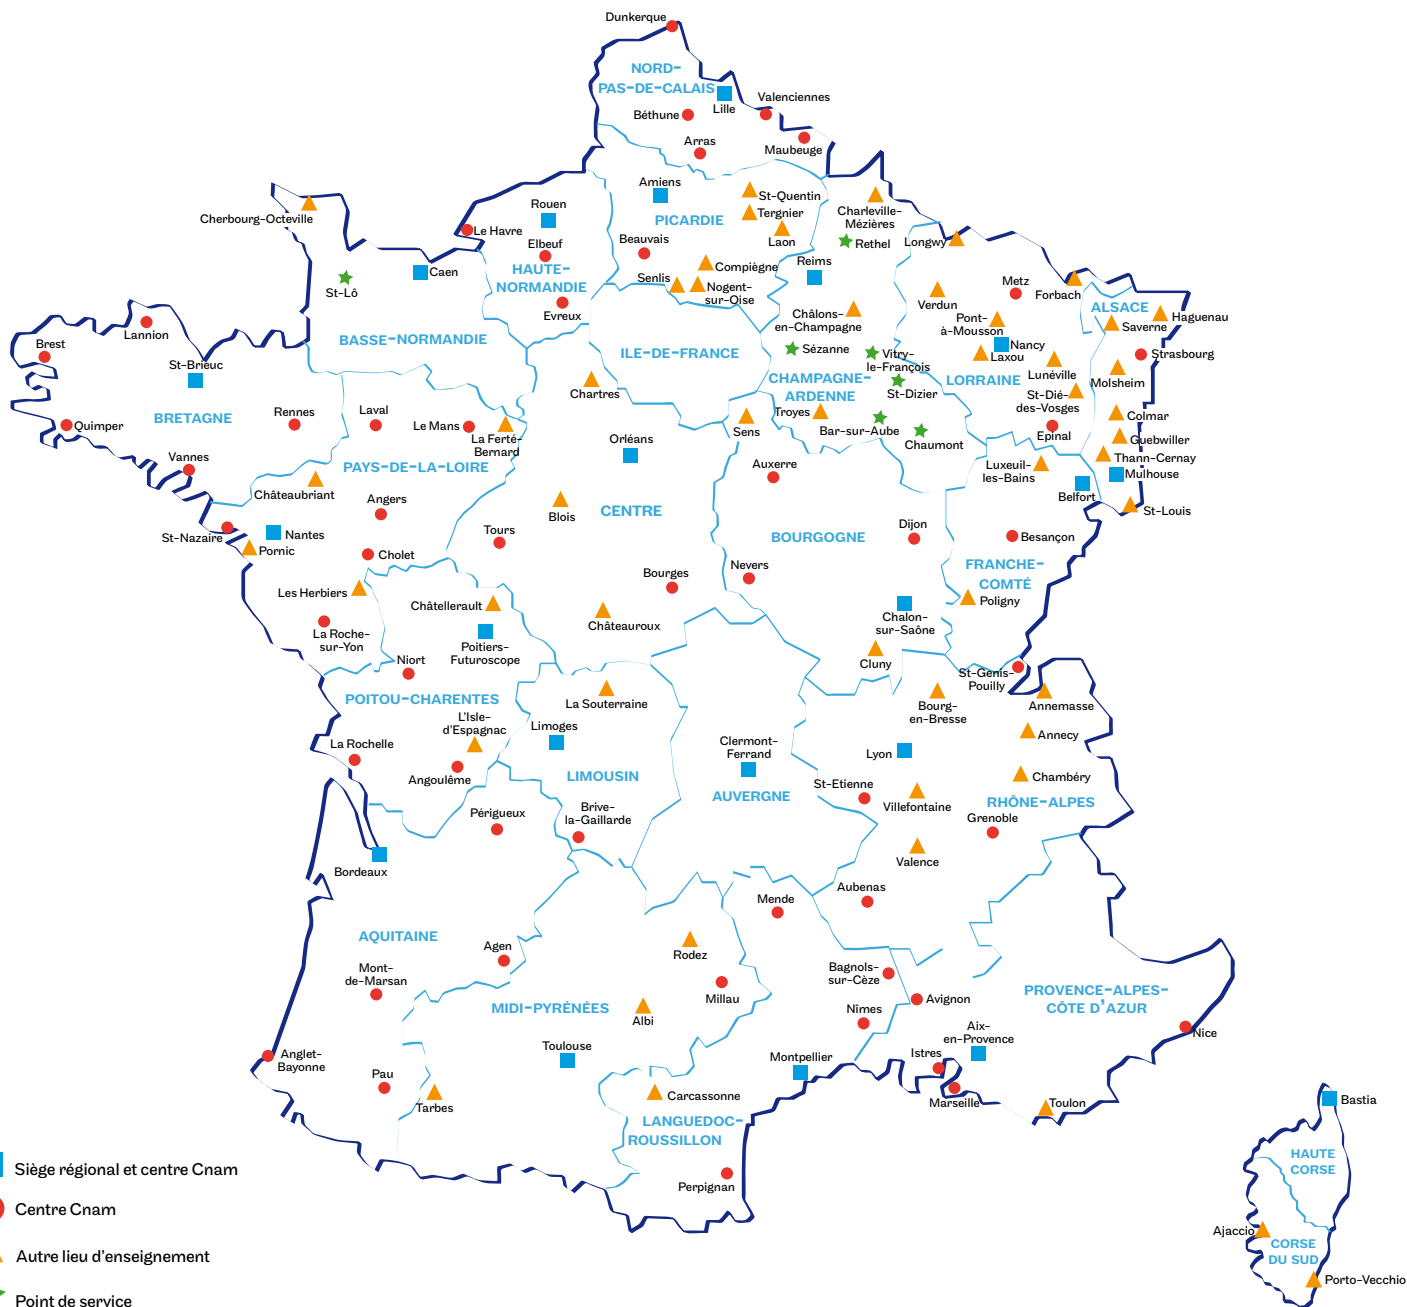 Dunkerque
NORD-
PAS-DE-CALAIS
Lille
Valenciennes
Béthune
Arras
Maubeuge
Amiens
St-Quentin
Tergnier
PICARDIE
Laon
Charleville-
Mézières
Rethel
Longwy
Cherbourg-Octeville
Rouen
Le Havre
Elbeuf
Beauvais
HAUTE-
NORMANDIE
Evreux
Caen
St-Lô
Compiègne
Senlis
Nogent-
sur-Oise
Reims
Châlons-
en-Champagne
Verdun
Metz
Forbach
ALSACE
Haguenau
Saverne
Pont-
à-Mousson
Nancy
Laxou
Strasbourg
Lunéville
Molsheim
LORRAINE
St-Dié-
des-Vosges
Epinal
Colmar
Guebwiller
Thann-Cernay
Mulhouse
St-Louis
Belfort
Luxeuil-
les-Bains
Sézanne
Vitry-
le-François
St-Dizier
CHAMPAGNE-
ARDENNE
Troyes
Bar-sur-Aube
Chaumont
Lannion
Brest
St-Brieuc
BRETAGNE
Quimper
Rennes
Vannes
BASSE-NORMANDIE
ILE-DE-FRANCE
Chartres
Laval
Le Mans
La Ferté-
Bernard
PAYS-DE-LA-LOIRE
Châteaubriant
Angers
St-Nazaire
Nantes
Pornic
Cholet
Les Herbiers
La Roche-
sur-Yon
Orléans
Sens
Auxerre
Blois
CENTRE
Tours
Bourges
Châteauroux
Nevers
BOURGOGNE
Dijon
Besançon
FRANCHE-
COMTÉ
Poligny
Chalon-
sur-Saône
Cluny
Châtellerault
Poitiers-
Futuroscope
Niort
POITOU-CHARENTES
L'Isle-
d'Espagnac
La Rochelle
Angoulême
La Souterraine
Limoges
LIMOUSIN
Brive-
la-Gaillarde
Clermont-
Ferrand
AUVERGNE
St-Genis-
Pouilly
Bourg-
en-Bresse
Annemasse
Annecy
Lyon
Chambéry
St-Etienne
Villefontaine
RHÔNE-ALPES
Grenoble
Valence
Aubenas
Périgueux
Bordeaux
AQUITAINE
Agen
Mont-
de-Marsan
Anglet-
Bayonne
Pau
Tarbes
Mende
Rodez
Millau
MIDI-PYRÉNÉES
Albi
Toulouse
Bagnols-
sur-Cèze
Nîmes
Avignon
Montpellier
Carcassonne
LANGUEDOC-
ROUSSILLON
Perpignan
PROVENCE-ALPES-
CÔTE D'AZUR
Aix-
en-Provence
Istres
Marseille
Toulon
Nice
Bastia
HAUTE
CORSE
Ajaccio
CORSE
DU SUD
Porto-Vecchio
Siège régional et centre Cnam
Centre Cnam
Autre lieu d'enseignement
Point de service